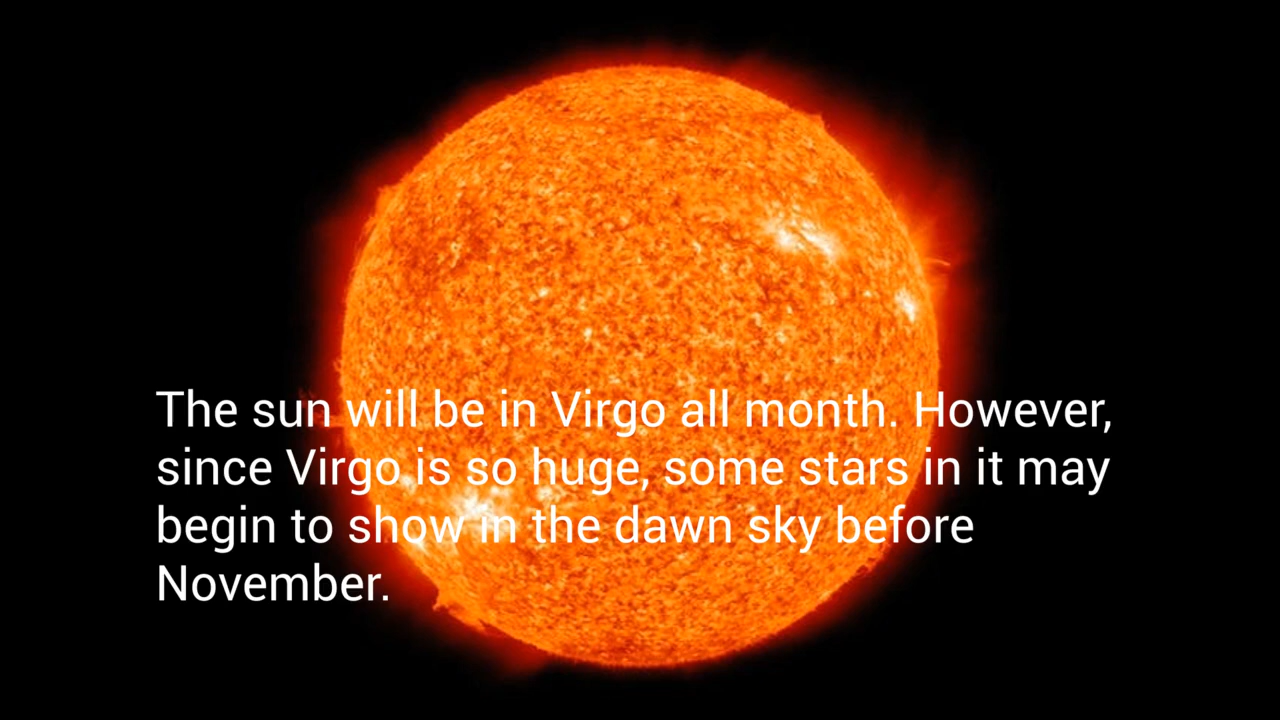 The sun will be in Virgo all month. However,
since Virgo is so huge, some stars in it may
begin to show in the dawn sky before
November.